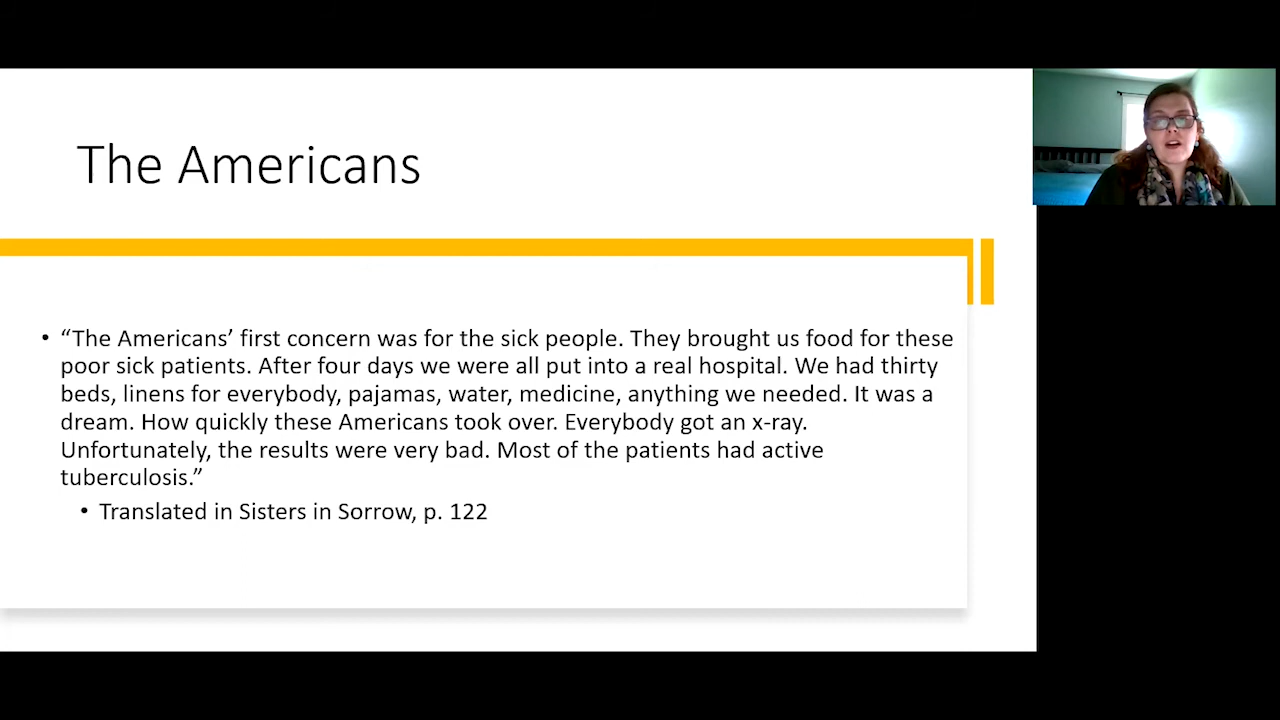 The Americans
• “The Americans’ first concern was for the sick people. They brought us food for these
poor sick patients. After four days we were all put into a real hospital. We had thirty
beds, linens for everybody, pajamas, water, medicine, anything we needed. It was a
dream. How quickly these Americans took over. Everybody got an x-ray.
Unfortunately, the results were very bad. Most of the patients had active
tuberculosis.”
• Translated in Sisters in Sorrow, p. 122